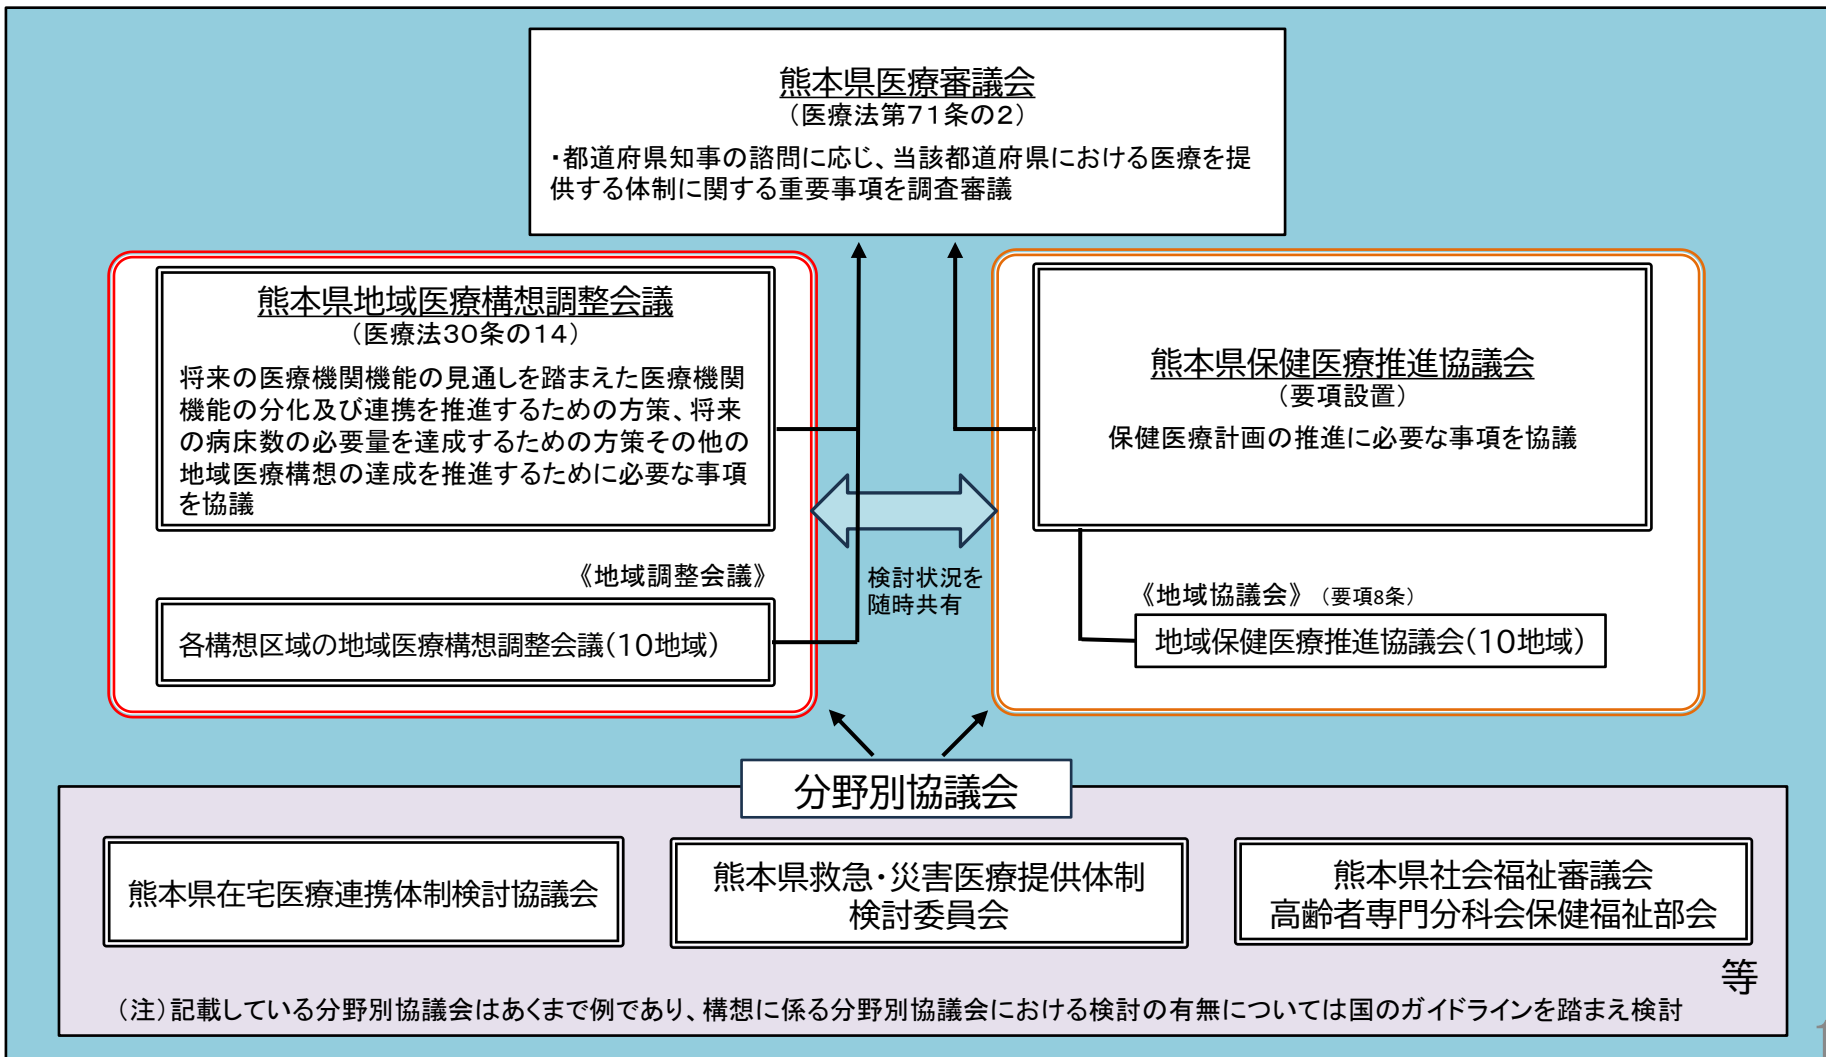 熊本県医療審議会
（医療法第７１条の２）
・都道府県知事の諮問に応じ、当該都道府県における医療を提
供する体制に関する重要事項を調査審議
熊本県地域医療構想調整会議
（医療法３０条の１４）
将来の医療機関機能の見通しを踏まえた医療機関
機能の分化及び連携を推進するための方策、将来
の病床数の必要量を達成するための方策その他の
地域医療構想の達成を推進するために必要な事項
を協議
《地域調整会議》
各構想区域の地域医療構想調整会議（１０地域）
検討状況を
随時共有
熊本県保健医療推進協議会
（要項設置）
保健医療計画の推進に必要な事項を協議
《地域協議会》（要項8条）
地域保健医療推進協議会（１０地域）
分野別協議会
熊本県在宅医療連携体制検討協議会
熊本県救急・災害医療提供体制
検討委員会
熊本県社会福祉審議会
高齢者専門分科会保健福祉部会
等
（注）記載している分野別協議会はあくまで例であり、構想に係る分野別協議会における検討の有無については国のガイドラインを踏まえ検討